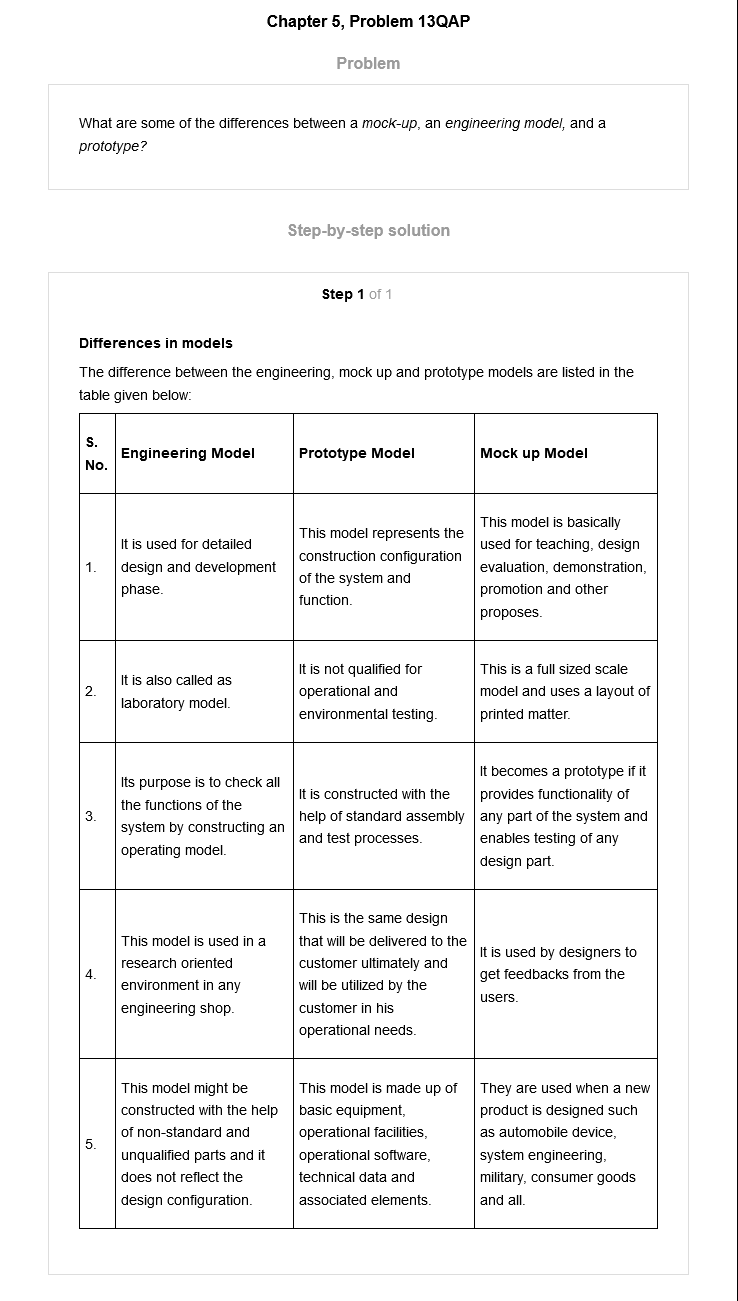 Chapter 5, Problem 13QAP
Problem
What are some of the differences between a mock-up, an engineering model, and a
prototype?
Step-by-step solution
Step 1 of 1
Differences in models
The difference between the engineering, mock up and prototype models are listed in the
table given below:
S.
No.
Engineering Model
Prototype Model
Mock up Model
1.
It is used for detailed
design and development
phase.
This model represents the
construction configuration
of the system and
function.
This model is basically
used for teaching, design
evaluation, demonstration,
promotion and other
proposes.
2.
It is also called as
laboratory model.
It is not qualified for
operational and
environmental testing.
This is a full sized scale
model and uses a layout of
printed matter.
3.
Its purpose is to check all
the functions of the
system by constructing an
operating model.
It is constructed with the
help of standard assembly
and test processes.
It becomes a prototype if it
provides functionality of
any part of the system and
enables testing of any
design part.
4.
This model is used in a
research oriented
environment in any
engineering shop.
This is the same design
that will be delivered to the
customer ultimately and
will be utilized by the
customer in his
operational needs.
It is used by designers to
get feedbacks from the
users.
5.
This model might be
constructed with the help
of non-standard and
unqualified parts and it
does not reflect the
design configuration.
This model is made up of
basic equipment,
operational facilities,
operational software,
technical data and
associated elements.
They are used when a new
product is designed such
as automobile device,
system engineering,
military, consumer goods
and all.